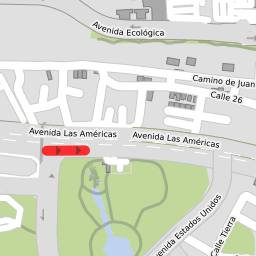 Avenida Ecológica
Camino de Juan
Calle 26
Avenida Las Américas
Avenida Las Américas
Avenida Estados Unidos
Calle Tierra